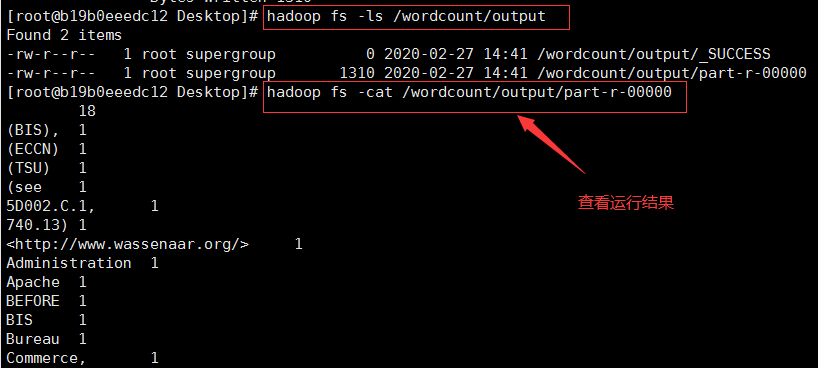 Bytes Written=1310
[root@b19b0eeedc12 Desktop]# hadoop fs -ls /wordcount/output
Found 2 items
-rw-r--r--   1 root supergroup          0 2020-02-27 14:41 /wordcount/output/_SUCCESS
-rw-r--r--   1 root supergroup       1310 2020-02-27 14:41 /wordcount/output/part-r-00000
[root@b19b0eeedc12 Desktop]# hadoop fs -cat /wordcount/output/part-r-00000
        18
(BIS),  1
(ECCN)  1
(TSU)   1
(see    1
5D002.C.1,      1
740.13) 1
<http://www.wassenaar.org/>     1
Administration  1
Apache  1
BEFORE  1
BIS     1
Bureau  1
Commerce,       1
查看运行结果